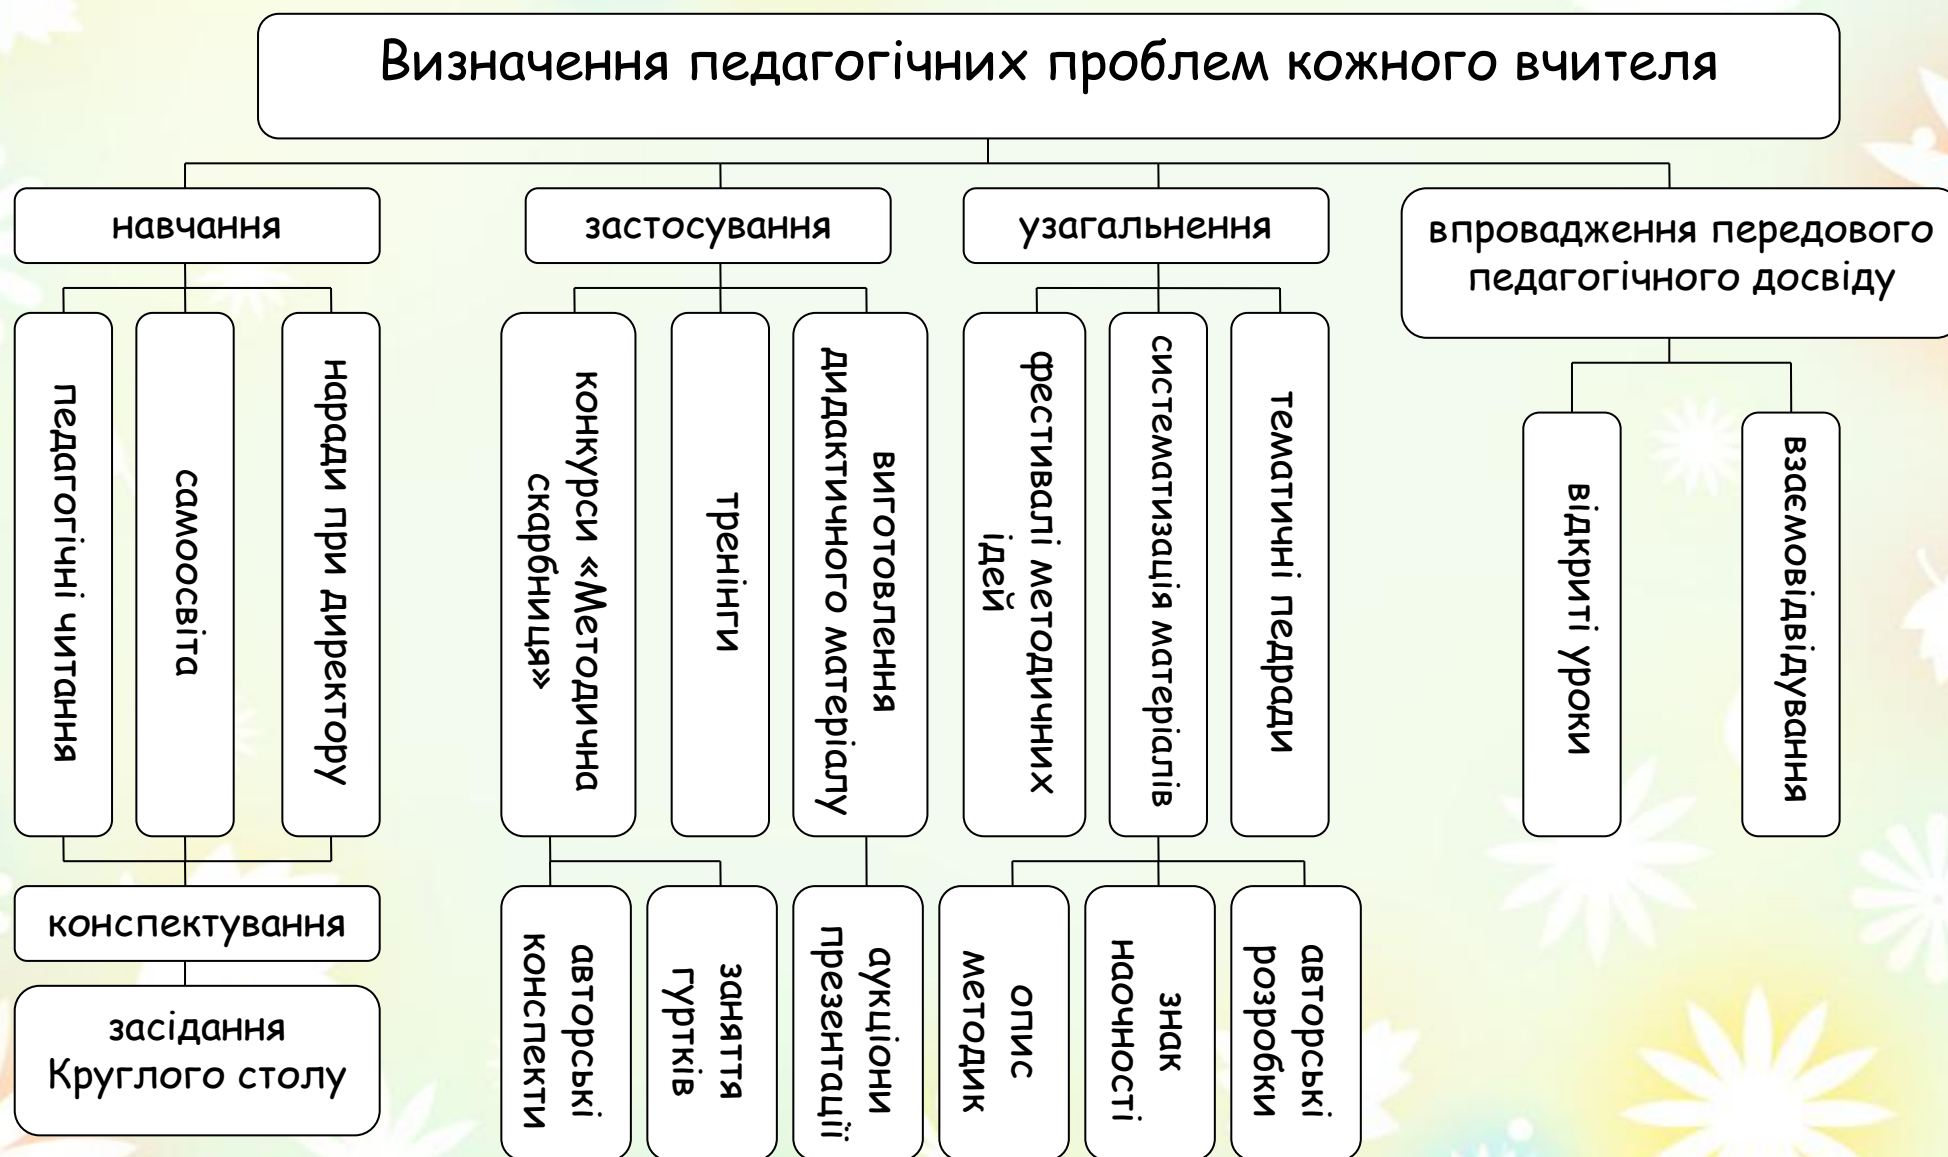 Визначення педагогічних проблем кожного вчителя
навчання
застосування
узагальнення
впровадження передового
педагогічного досвіду
педагогічні читання
самоосвіта
наради при директору
конкурси «Методична
скарбниця»
тренінги
виготовлення
дидактичного матеріалу
фестивалі методичних
ідей
систематизація матеріалів
тематичні педради
відкриті уроки
взаємовідвідування
конспектування
засідання
Круглого столу
авторські
конспекти
заняття
гуртків
аукціони
презентації
опис
методик
знак
наочності
авторські
розробки